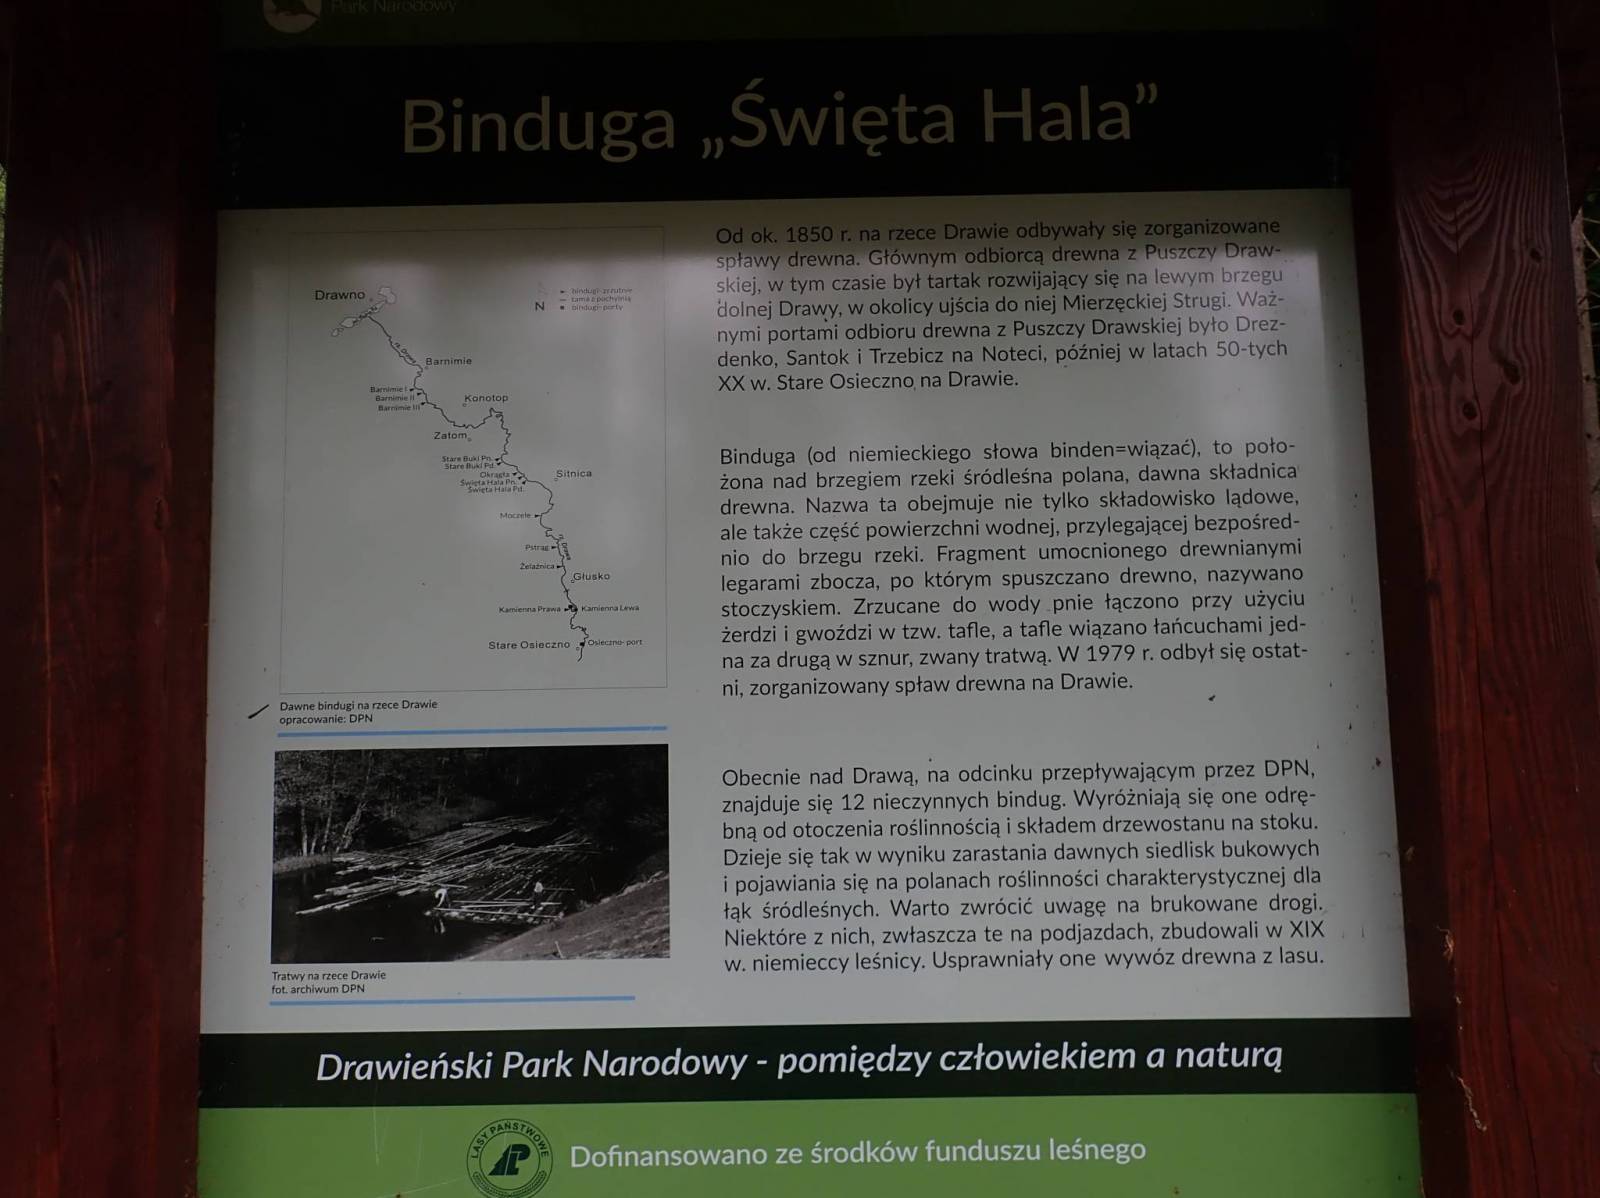 Park Narodowy
Binduga „Święta Hala”
Drawno
N
bindugi-zrzutnie
tama z pochylnią
bindugi-porty
rz. Drawa
Barnimie
Barnimie I
Barnimie II
Barnimie III
Konotop
Zatom
Stare Buki Pn.
Stare Buki Pd.
Okrągła
Święta Hala Pn.
Święta Hala Pd.
Sitnica
Moczele
rz. Drawa
Pstrąg
Żelaźnica
Głusko
Kamienna Prawa
Kamienna Lewa
Stare Osieczno
Osieczno-port
Dawne bindugi na rzece Drawie
opracowanie: DPN
Tratwy na rzece Drawie
fot. archiwum DPN
Od ok. 1850 r. na rzece Drawie odbywały się zorganizowane
spławy drewna. Głównym odbiorcą drewna z Puszczy Draw-
skiej, w tym czasie był tartak rozwijający się na lewym brzegu
dolnej Drawy, w okolicy ujścia do niej Mierzęckiej Strugi. Waż-
nymi portami odbioru drewna z Puszczy Drawskiej było Drez-
denko, Santok i Trzebicz na Noteci, później w latach 50-tych
XX w. Stare Osieczno na Drawie.
Binduga (od niemieckiego słowa binden=wiązać), to poło-
żona nad brzegiem rzeki śródleśna polana, dawna składnica
drewna. Nazwa ta obejmuje nie tylko składowisko lądowe,
ale także część powierzchni wodnej, przylegającej bezpośred-
nio do brzegu rzeki. Fragment umocnionego drewnianymi
legarami zbocza, po którym spuszczano drewno, nazywano
stoczyskiem. Zrzucane do wody pnie łączono przy użyciu
żerdzi i gwoździ w tzw. tafle, a tafle wiązano łańcuchami jed-
na za drugą w sznur, zwany tratwą. W 1979 r. odbył się ostat-
ni, zorganizowany spław drewna na Drawie.
Obecnie nad Drawą, na odcinku przepływającym przez DPN,
znajduje się 12 nieczynnych bindug. Wyróżniają się one odrę-
bną od otoczenia roślinnością i składem drzewostanu na stoku.
Dzieje się tak w wyniku zarastania dawnych siedlisk bukowych
i pojawiania się na polanach roślinności charakterystycznej dla
łąk śródleśnych. Warto zwrócić uwagę na brukowane drogi.
Niektóre z nich, zwłaszcza te na podjazdach, zbudowali w XIX
w. niemieccy leśnicy. Usprawniały one wywóz drewna z lasu.
Drawieński Park Narodowy - pomiędzy człowiekiem a naturą
LASY PAŃSTWOWE
Dofinansowano ze środków funduszu leśnego